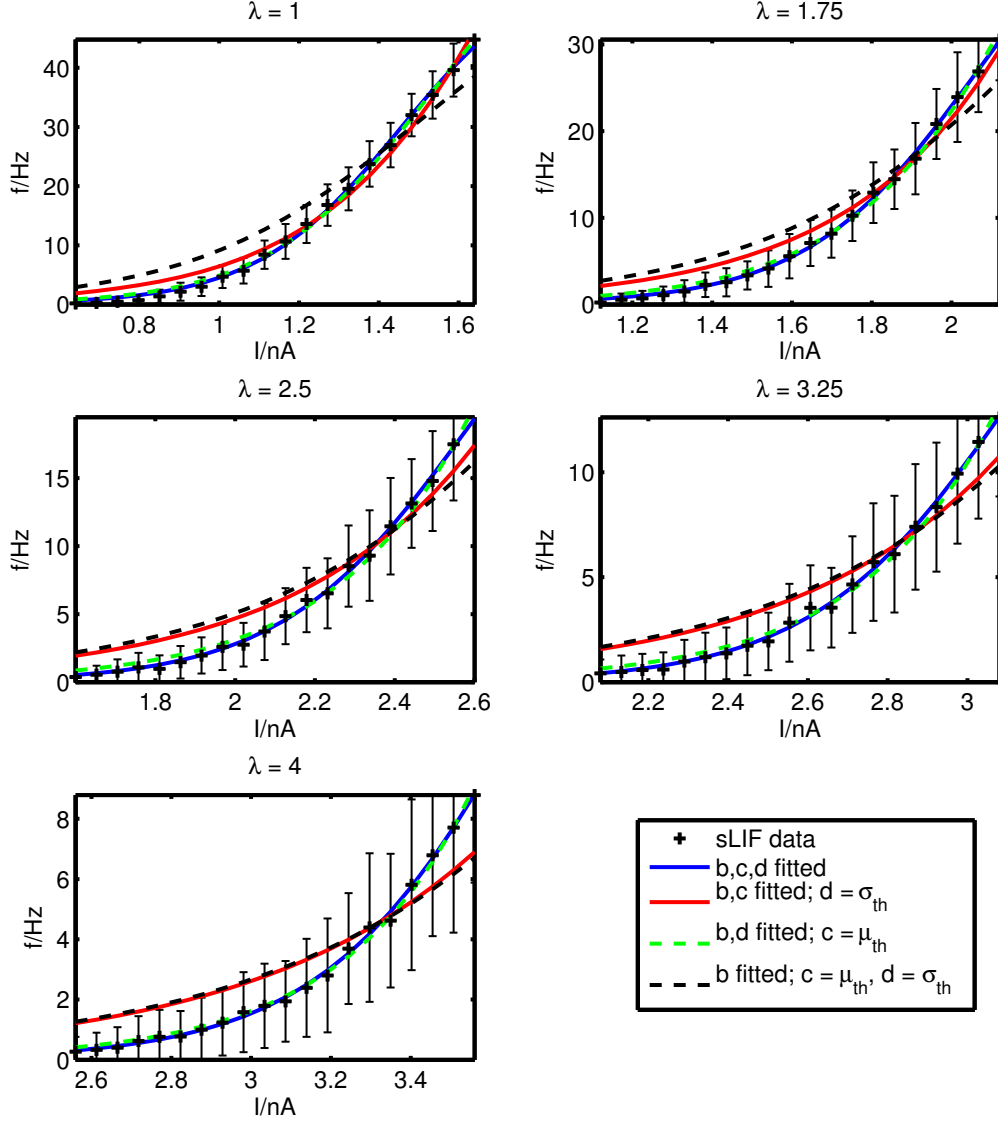 λ = 1
λ = 1.75
f/Hz
40
30
20
10
0
0.8
1
1.2
1.4
1.6
I/nA
f/Hz
30
20
10
0
1.2
1.4
1.6
1.8
2
I/nA
λ = 2.5
λ = 3.25
f/Hz
15
10
5
0
1.8
2
2.2
2.4
2.6
I/nA
f/Hz
10
5
0
2.2
2.4
2.6
2.8
3
I/nA
λ = 4
f/Hz
8
6
4
2
0
2.6
2.8
3
3.2
3.4
I/nA
sLIF data
b,c,d fitted
b,c fitted; d = σth
b,d fitted; c = μth
b fitted; c = μth, d = σth